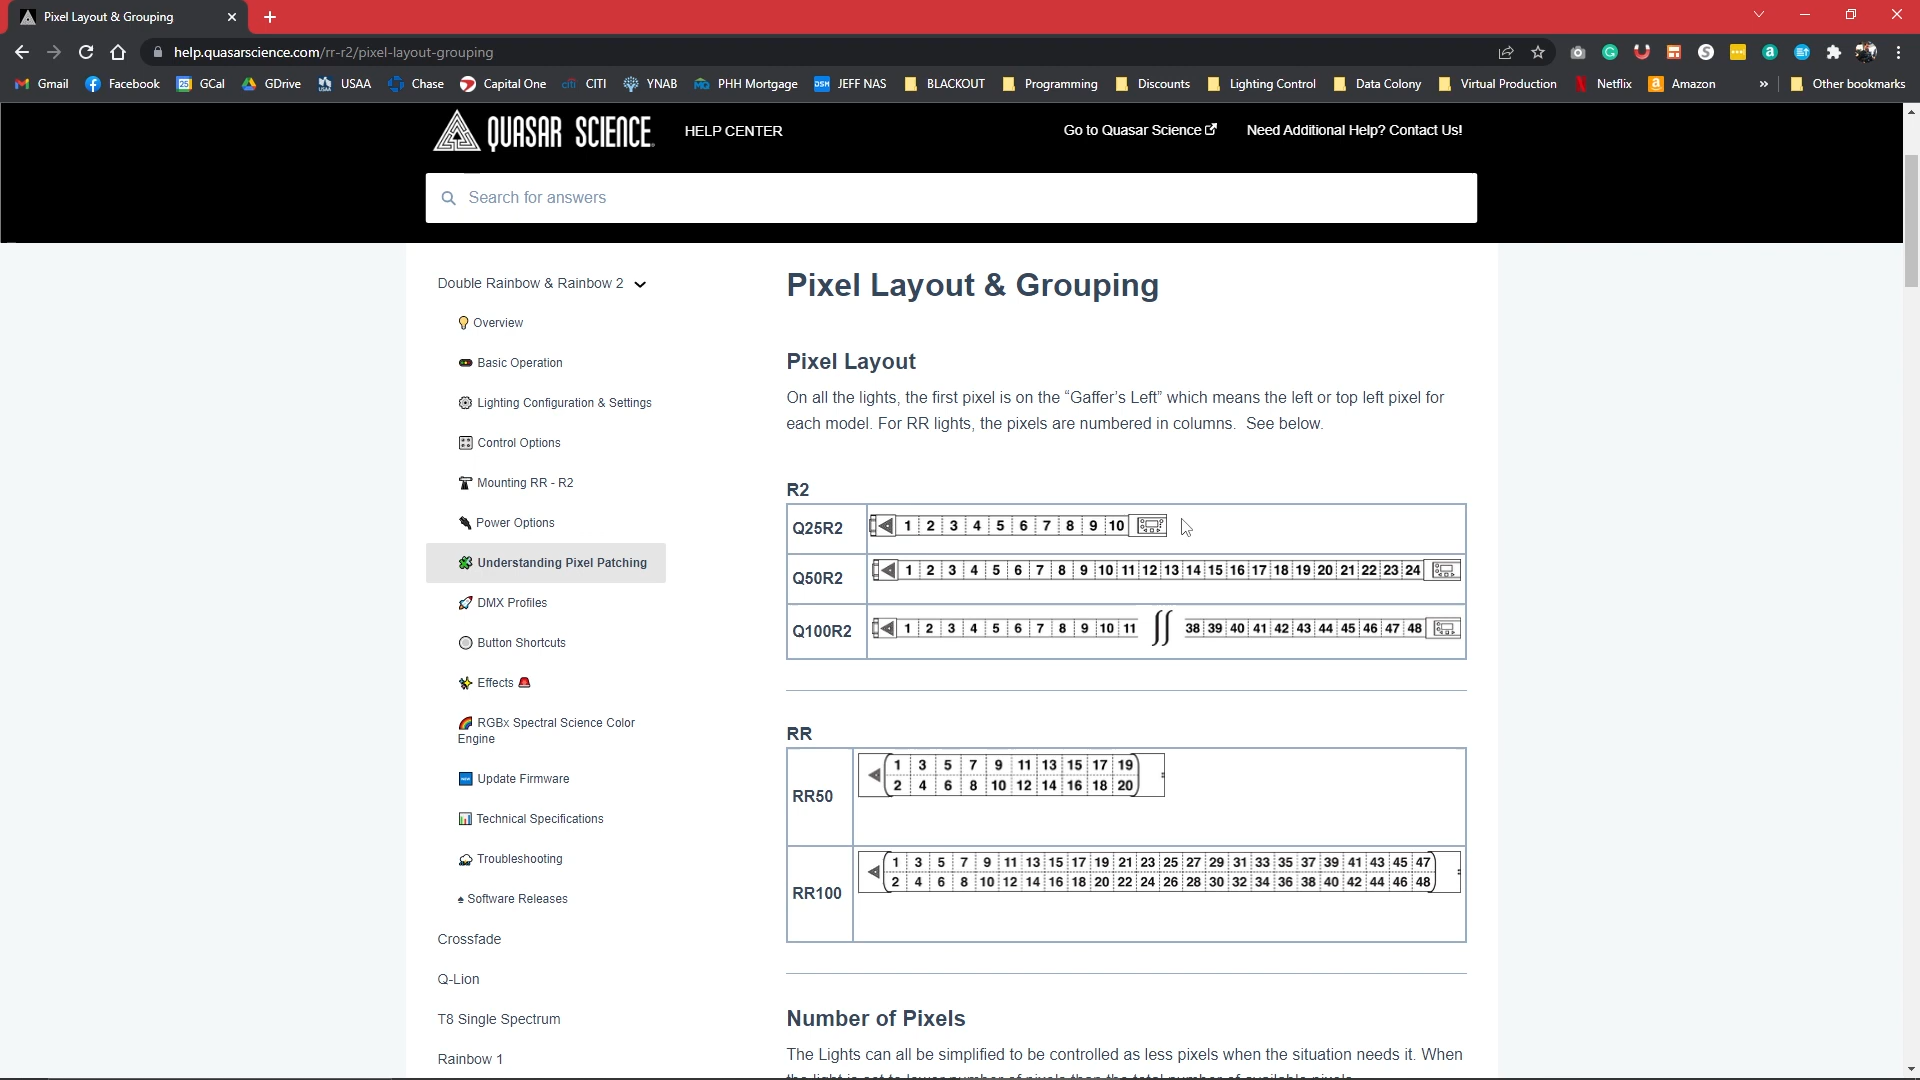 Pixel Layout & Grouping
help.quasarscience.com/rr-r2/pixel-layout-grouping
Gmail Facebook GCal GDrive USAA Chase Capital One CITI YNAB PHH Mortgage JEFF NAS BLACKOUT Programming Discounts Lighting Control Data Colony Virtual Production Netflix Amazon » Other bookmarks
QUASAR SCIENCE. HELP CENTER Go to Quasar Science Need Additional Help? Contact Us!
Search for answers
Double Rainbow & Rainbow 2
Overview
Basic Operation
Lighting Configuration & Settings
Control Options
Mounting RR - R2
Power Options
Understanding Pixel Patching
DMX Profiles
Button Shortcuts
Effects
RGBx Spectral Science Color
Engine
Update Firmware
Technical Specifications
Troubleshooting
Software Releases
Crossfade
Q-Lion
T8 Single Spectrum
Rainbow 1
Pixel Layout & Grouping
Pixel Layout
On all the lights, the first pixel is on the “Gaffer’s Left” which means the left or top left pixel for
each model. For RR lights, the pixels are numbered in columns. See below.
R2
Q25R2 1 2 3 4 5 6 7 8 9 10
Q50R2 1 2 3 4 5 6 7 8 9 10 11 12 13 14 15 16 17 18 19 20 21 22 23 24
Q100R2 1 2 3 4 5 6 7 8 9 10 11 38 39 40 41 42 43 44 45 46 47 48
RR
RR50
1 3 5 7 9 11 13 15 17 19
2 4 6 8 10 12 14 16 18 20
RR100
1 3 5 7 9 11 13 15 17 19 21 23 25 27 29 31 33 35 37 39 41 43 45 47
2 4 6 8 10 12 14 16 18 20 22 24 26 28 30 32 34 36 38 40 42 44 46 48
Number of Pixels
The Lights can all be simplified to be controlled as less pixels when the situation needs it. When